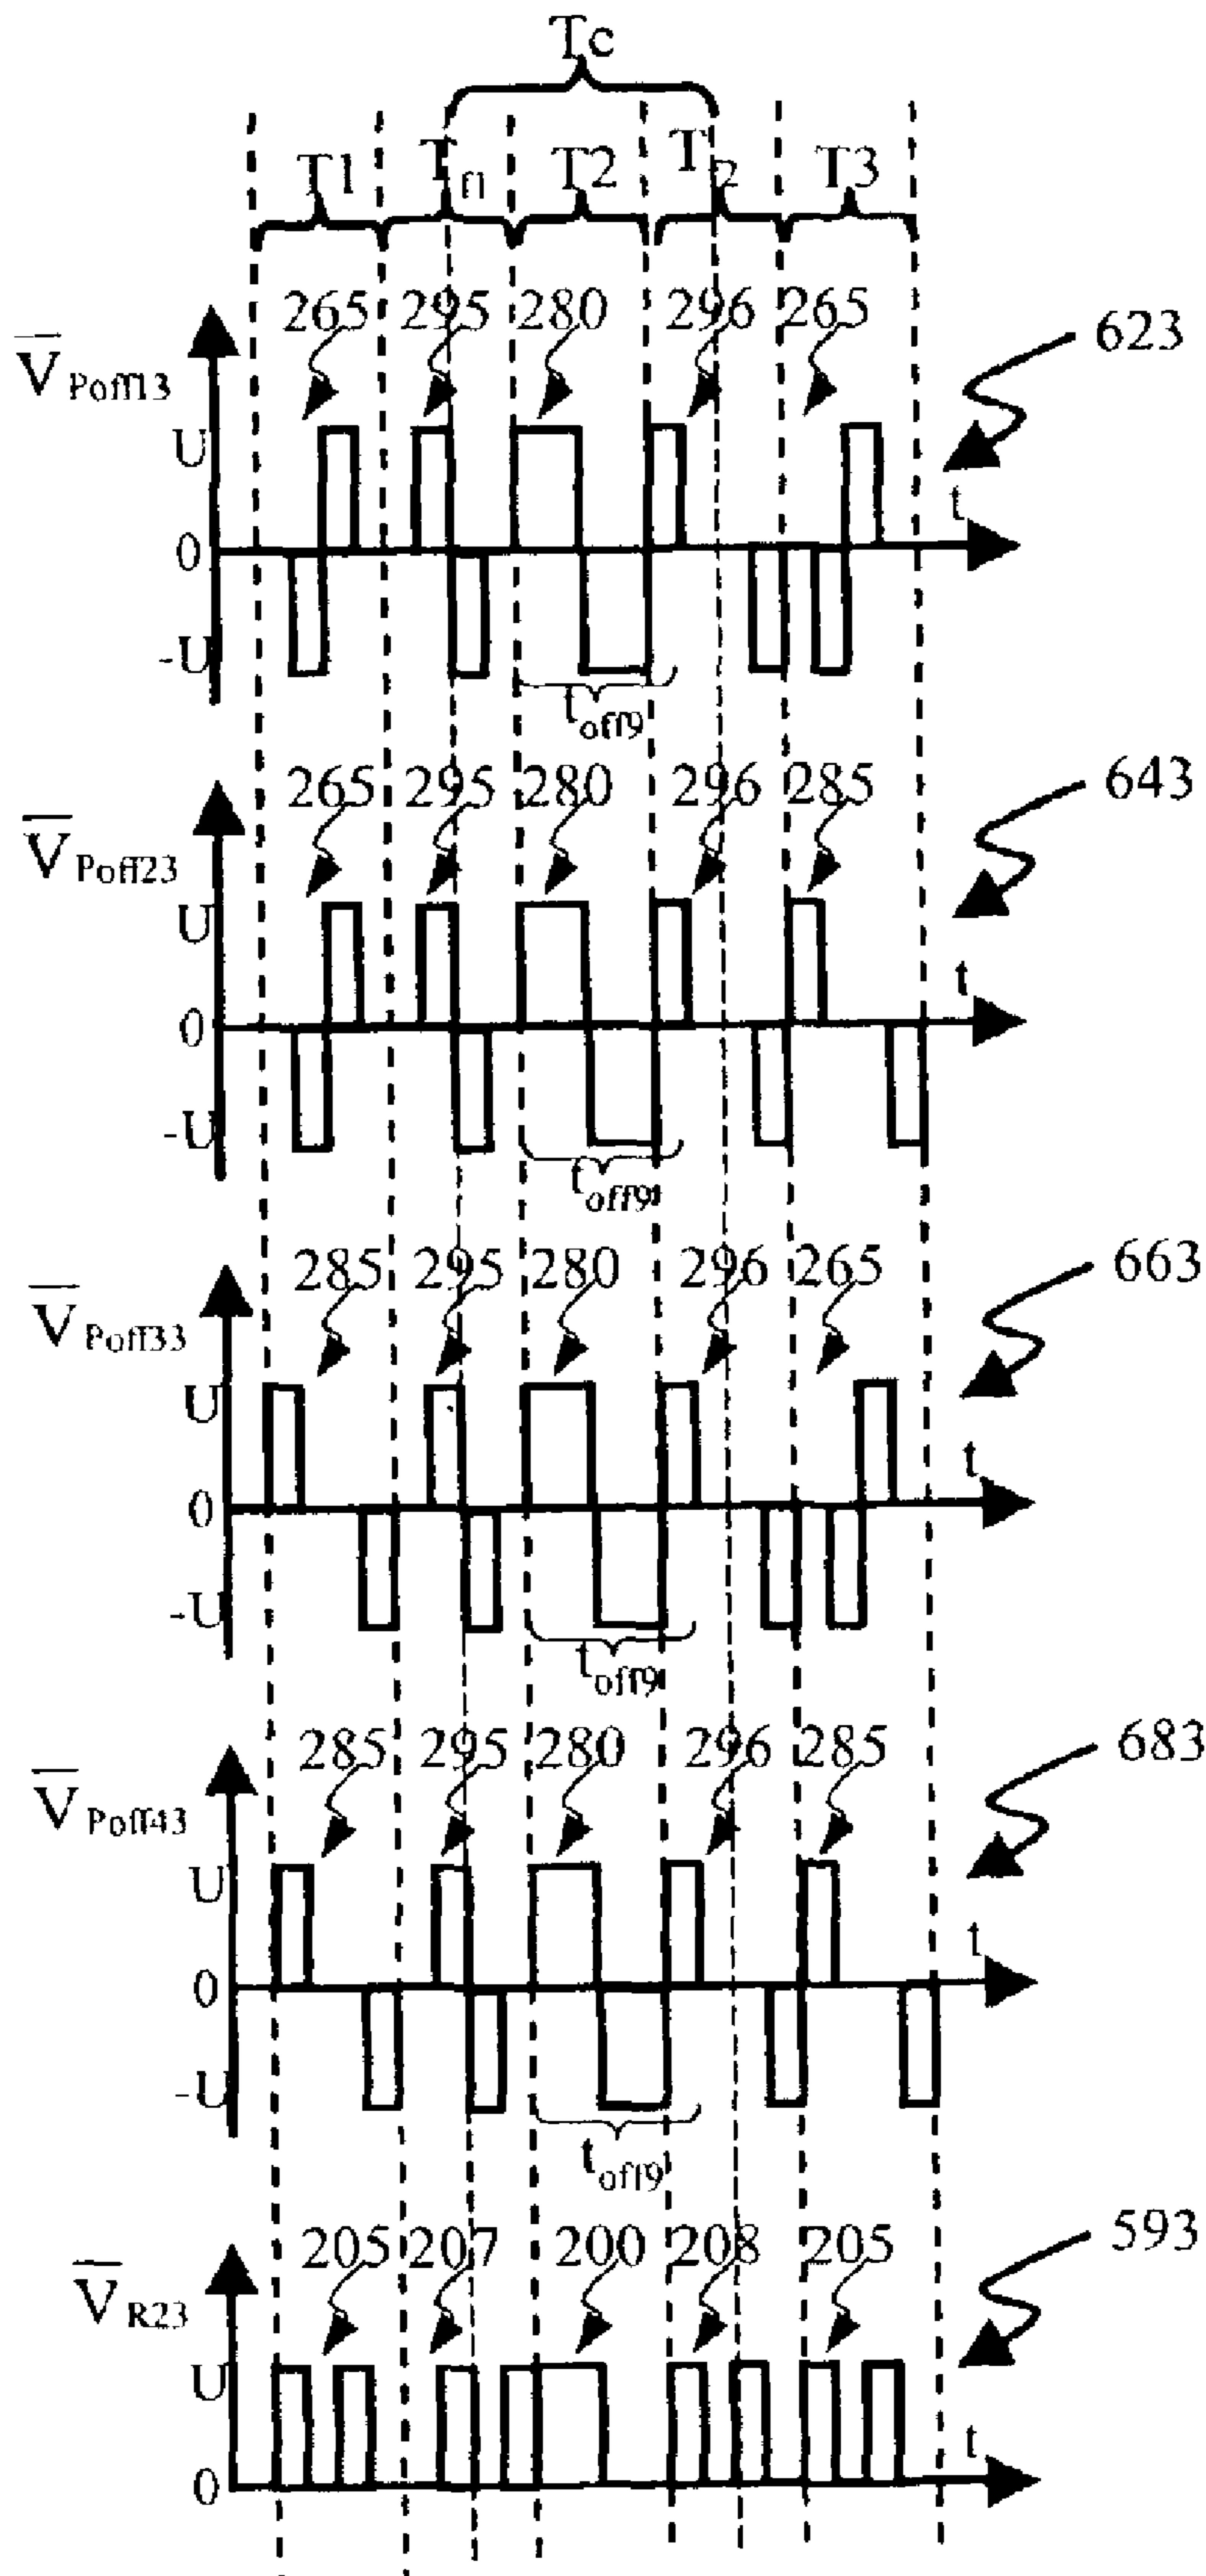 Tc
T1 Tf1 T2 T2 T3
265 295 280 296 265 623
V̅Poff13
U
t
0
-U
toff9
265 295 280 296 285 643
V̅Poff23
U
t
0
-U
toff9
285 295 280 296 265 663
V̅Poff33
U
t
0
-U
toff9
285 295 280 296 285 683
V̅Poff43
U
t
0
-U
toff9
205 207 200 208 205 593
V̅R23
U
t
0